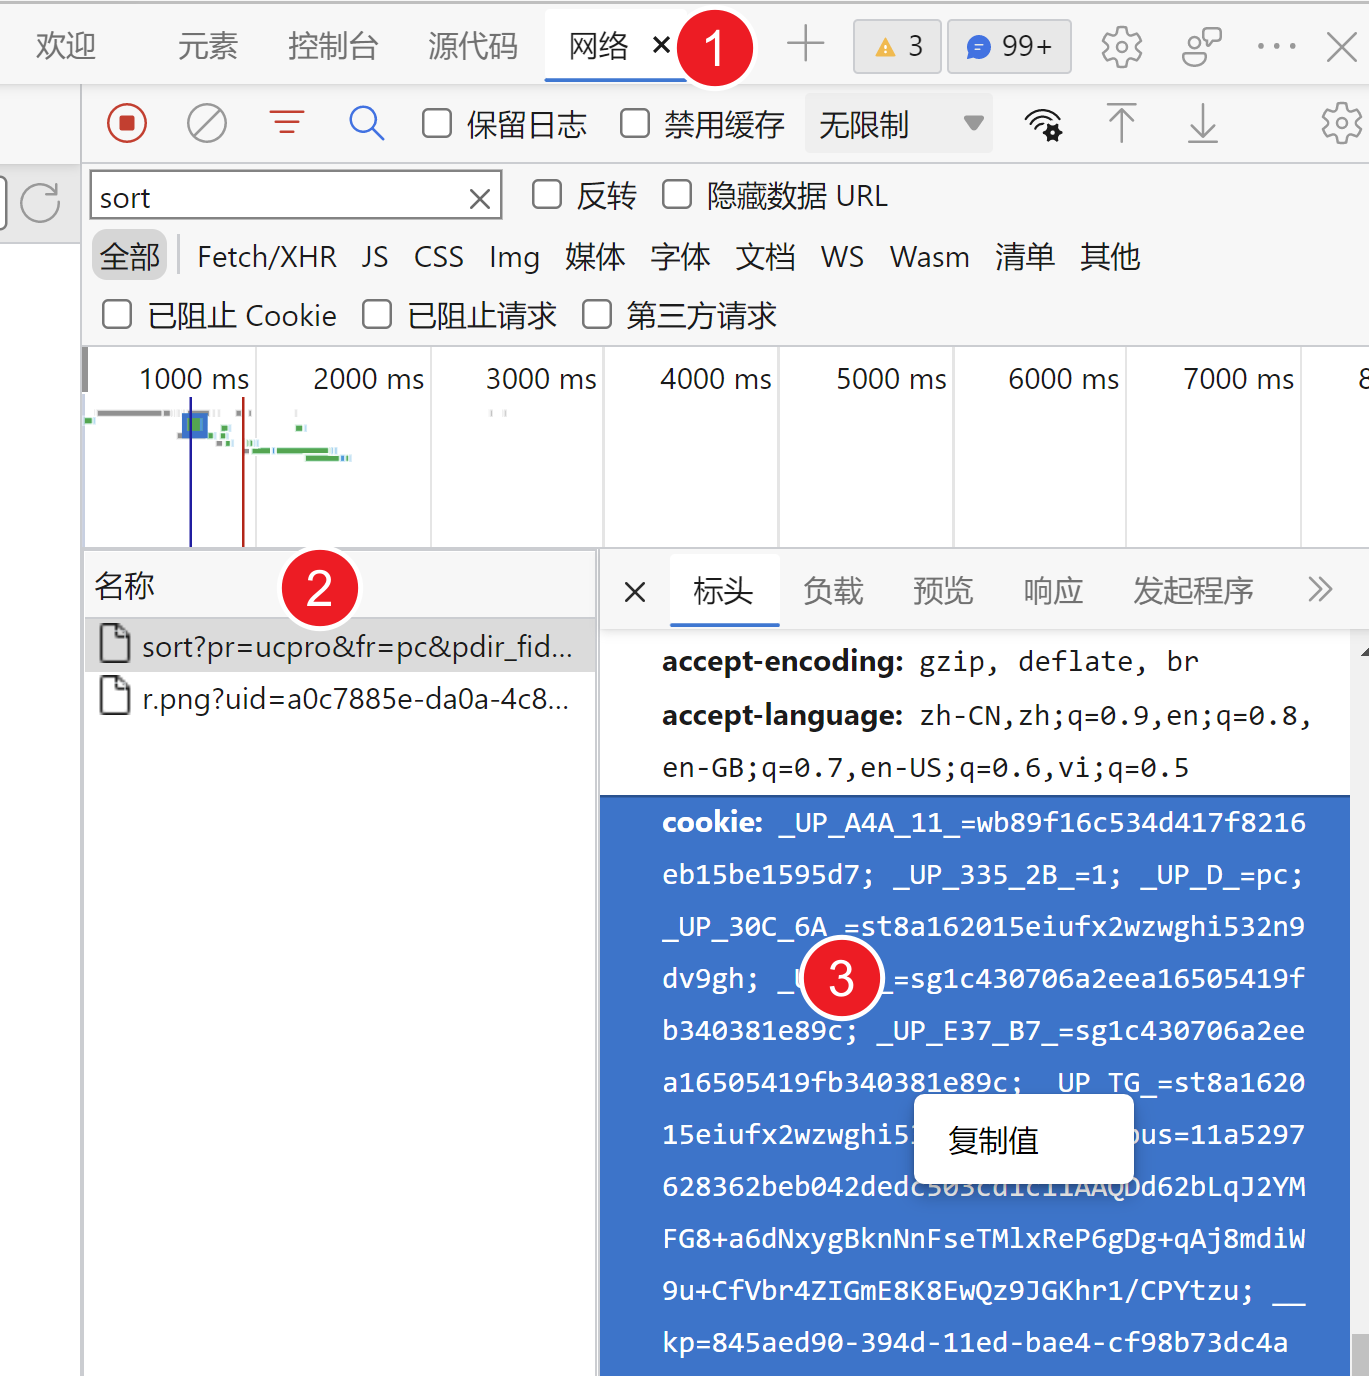 欢迎 元素 控制台 源代码 网络 1 3 99+
保留日志 禁用缓存 无限制
sort 反转 隐藏数据 URL
全部 Fetch/XHR JS CSS Img 媒体 字体 文档 WS Wasm 清单 其他
已阻止 Cookie 已阻止请求 第三方请求
1000 ms 2000 ms 3000 ms 4000 ms 5000 ms 6000 ms 7000 ms 8
名称 2
sort?pr=ucpro&fr=pc&pdir_fid...
r.png?uid=a0c7885e-da0a-4c8...
标头 负载 预览 响应 发起程序
accept-encoding: gzip, deflate, br
accept-language: zh-CN,zh;q=0.9,en;q=0.8,
en-GB;q=0.7,en-US;q=0.6,vi;q=0.5
cookie: _UP_A4A_11_=wb89f16c534d417f8216
eb15be1595d7; _UP_335_2B_=1; _UP_D_=pc;
_UP_30C_6A_=st8a162015eiufx2wzwghi532n9
dv9gh; 3 _=sg1c430706a2eea16505419f
b340381e89c; _UP_E37_B7_=sg1c430706a2ee
a16505419fb340381e89c; _UP_TG_=st8a1620
15eiufx2wzwghi5 us=11a5297
复制值
628362beb042dedc503cd1c11AAQDd62bLqJ2YM
FG8+a6dNxygBknNnFseTMlxReP6gDg+qAj8mdiW
9u+CfVbr4ZIGmE8K8EwQz9JGKhr1/CPYtzu; __
kp=845aed90-394d-11ed-bae4-cf98b73dc4a